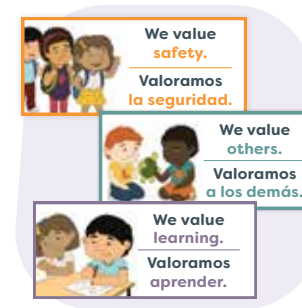 We value
safety.
Valoramos
la seguridad.
We value
others.
Valoramos
a los demás.
We value
learning.
Valoramos
aprender.